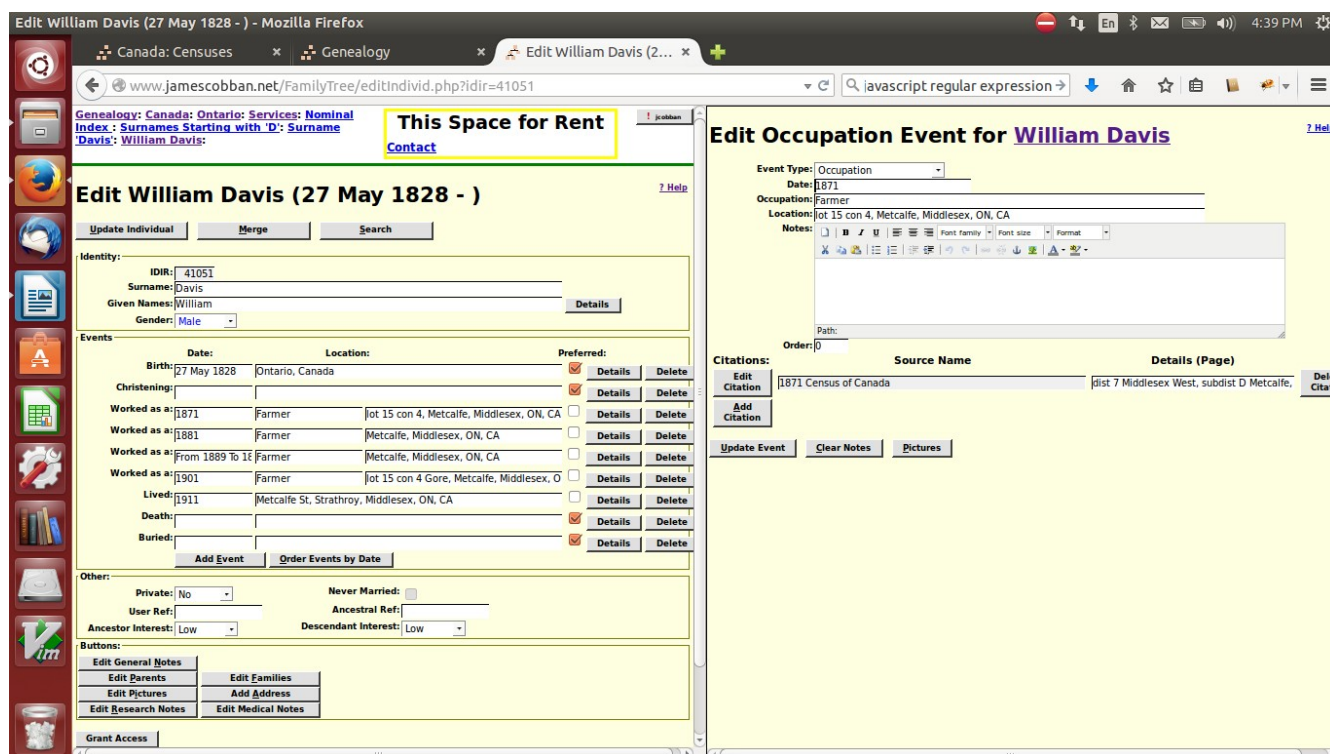 Edit William Davis (27 May 1828 - ) - Mozilla Firefox
En 4:39 PM
Canada: Censuses × Genealogy × Edit William Davis (2... ×
www.jamescobban.net/FamilyTree/editIndivid.php?idir=41051
javascript regular expression
Genealogy: Canada: Ontario: Services: Nominal
Index : Surnames Starting with 'D': Surname
'Davis': William Davis:
This Space for Rent
Contact
! jcobban
Edit William Davis (27 May 1828 - )
? Help
Update Individual Merge Search
Identity:
IDIR: 41051
Surname: Davis
Given Names: William Details
Gender: Male
Events
Date: Location: Preferred:
Birth: 27 May 1828 Ontario, Canada Details Delete
Christening: Details Delete
Worked as a: 1871 Farmer lot 15 con 4, Metcalfe, Middlesex, ON, CA Details Delete
Worked as a: 1881 Farmer Metcalfe, Middlesex, ON, CA Details Delete
Worked as a: From 1889 To 18 Farmer Metcalfe, Middlesex, ON, CA Details Delete
Worked as a: 1901 Farmer lot 15 con 4 Gore, Metcalfe, Middlesex, O Details Delete
Lived: 1911 Metcalfe St, Strathroy, Middlesex, ON, CA Details Delete
Death: Details Delete
Buried: Details Delete
Add Event Order Events by Date
Other:
Private: No Never Married:
User Ref: Ancestral Ref:
Ancestor Interest: Low Descendant Interest: Low
Buttons:
Edit General Notes
Edit Parents Edit Families
Edit Pictures Add Address
Edit Research Notes Edit Medical Notes
Grant Access
Edit Occupation Event for William Davis
? Hel
Event Type: Occupation
Date: 1871
Occupation: Farmer
Location: lot 15 con 4, Metcalfe, Middlesex, ON, CA
Notes: B I U Font family Font size Format
Path:
Order: 0
Citations: Source Name Details (Page)
Edit Citation 1871 Census of Canada dist 7 Middlesex West, subdist D Metcalfe, Del Cita
Add Citation
Update Event Clear Notes Pictures
Vim